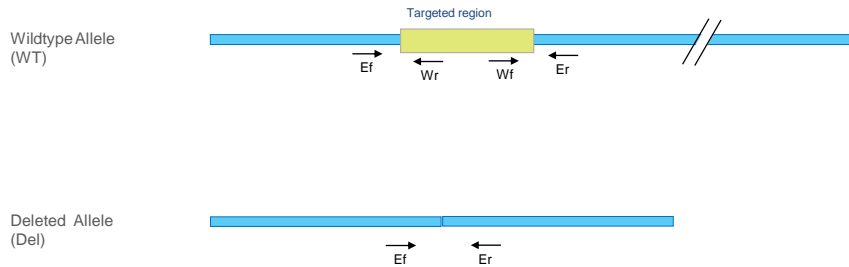 Targeted region
Wildtype Allele
(WT)
Ef
Wr
Wf
Er
Deleted Allele
(Del)
Ef
Er